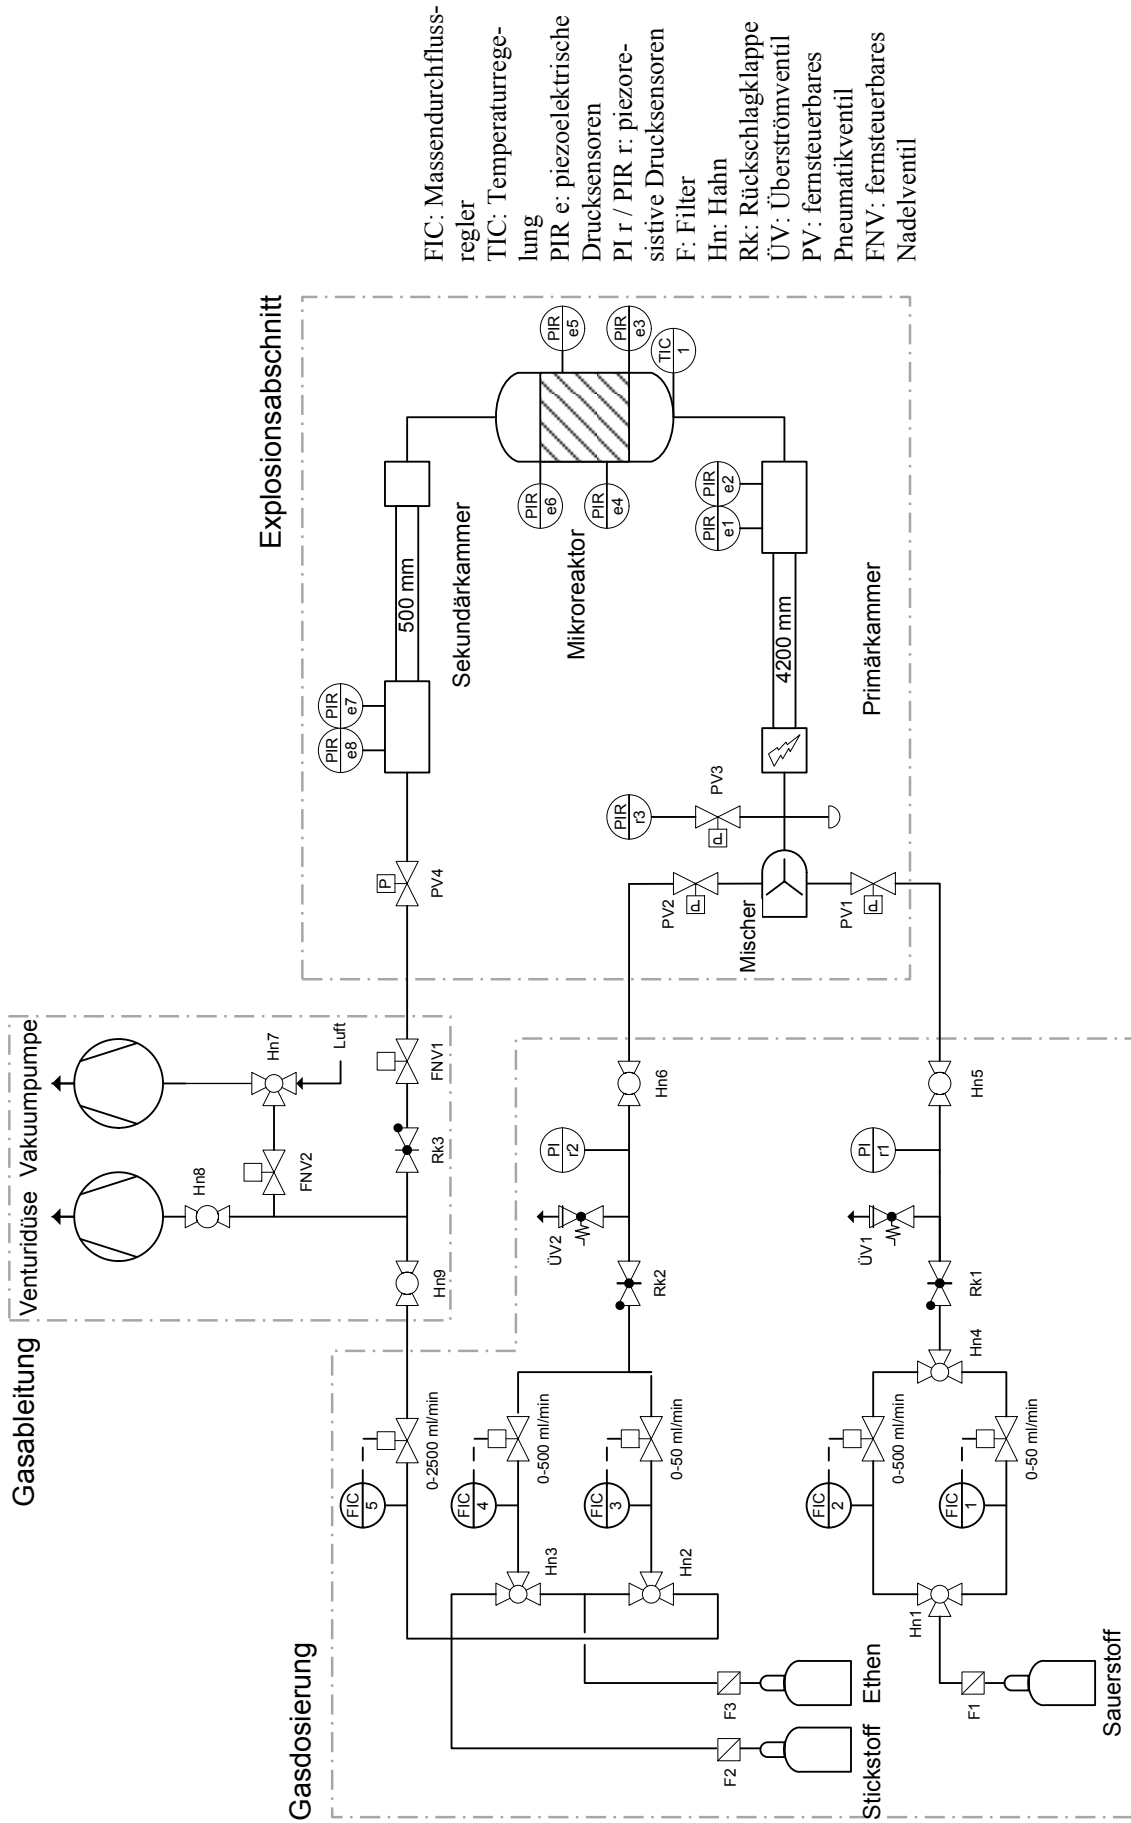 Gasableitung
Venturidüse
Vakuumpumpe
Hn8
FNV2
Hn7
Luft
Hn9
Rk3
FNV1
Explosionsabschnitt
PV4
PIR
e8
PIR
e7
500 mm
Sekundärkammer
PIR
e6
PIR
e5
PIR
e4
PIR
e3
TIC
1
Mikroreaktor
PIR
e1
PIR
e2
4200 mm
Primärkammer
PIR
r3
PV3
PV2
PV1
Mischer
P
P
P
P
Gasdosierung
FIC
5
0-2500 ml/min
FIC
4
0-500 ml/min
FIC
3
0-50 ml/min
Hn3
Hn2
Rk2
ÜV2
PI
r2
Hn6
F2
F3
Stickstoff
Ethen
FIC
2
0-500 ml/min
FIC
1
0-50 ml/min
Hn1
Hn4
Rk1
ÜV1
PI
r1
Hn5
F1
Sauerstoff
FIC: Massendurchfluss-
regler
TIC: Temperaturrege-
lung
PIR e: piezoelektrische
Drucksensoren
PI r / PIR r: piezore-
sistive Drucksensoren
F: Filter
Hn: Hahn
Rk: Rückschlagklappe
ÜV: Überströmventil
PV: fernsteuerbares
Pneumatikventil
FNV: fernsteuerbares
Nadelventil